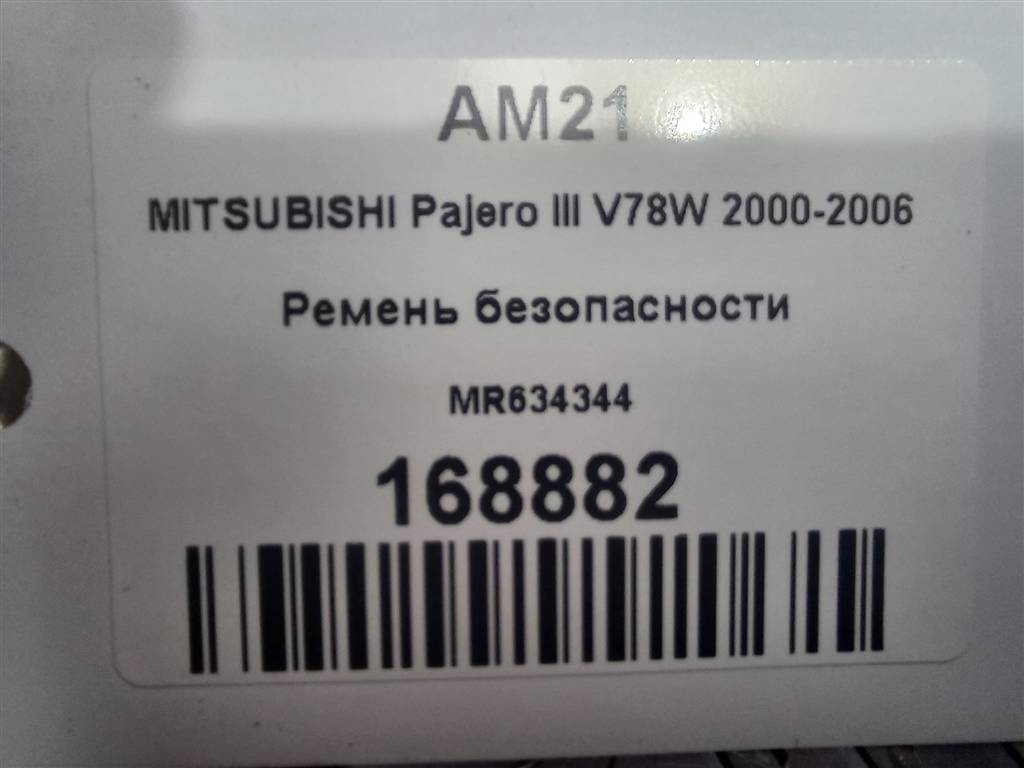 AM21
MITSUBISHI Pajero III V78W 2000-2006
Ремень безопасности
MR634344
168882